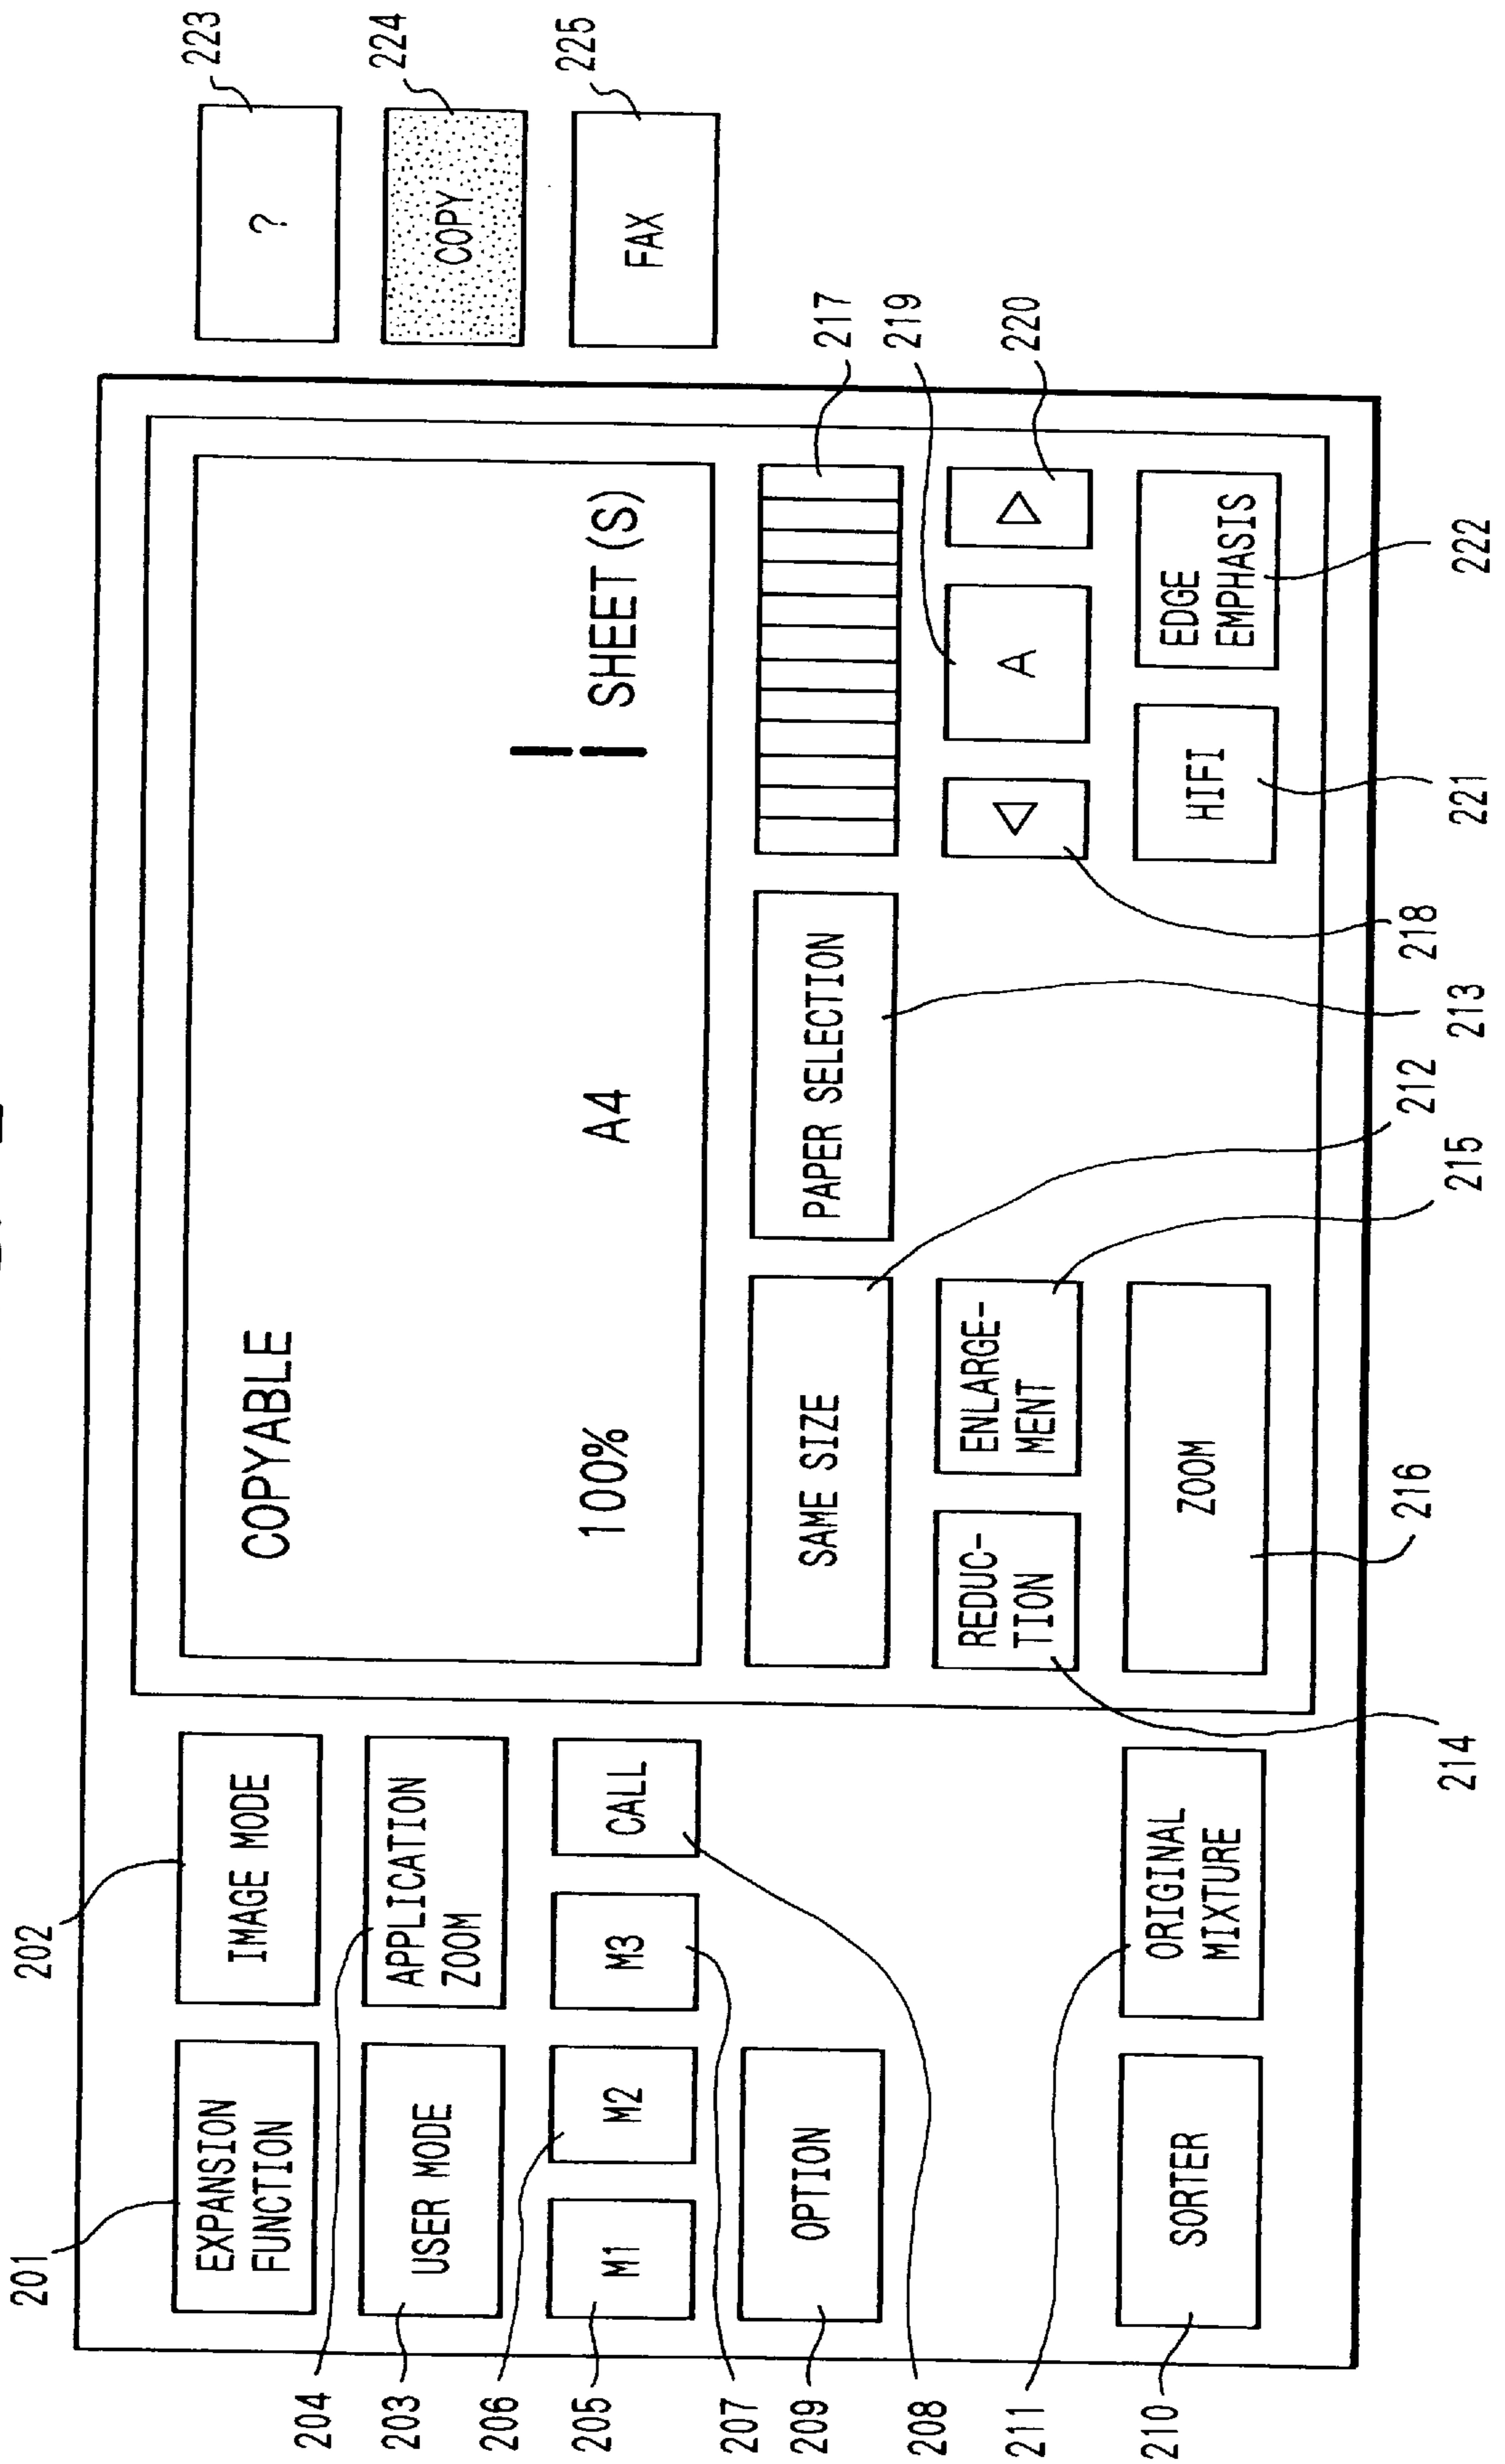 201
202
EXPANSION
FUNCTION
IMAGE MODE
204
203
USER MODE
APPLICATION
ZOOM
206
205
M1
M2
M3
CALL
207
209
OPTION
208
211
210
SORTER
ORIGINAL
MIXTURE
COPYABLE
100%
A4
1
SHEET (S)
SAME SIZE
PAPER SELECTION
217
REDUC-
TION
ENLARGE-
MENT
A
219
220
ZOOM
HIFI
EDGE
EMPHASIS
214
216
215
212
213
218
221
222
?
223
COPY
224
FAX
225